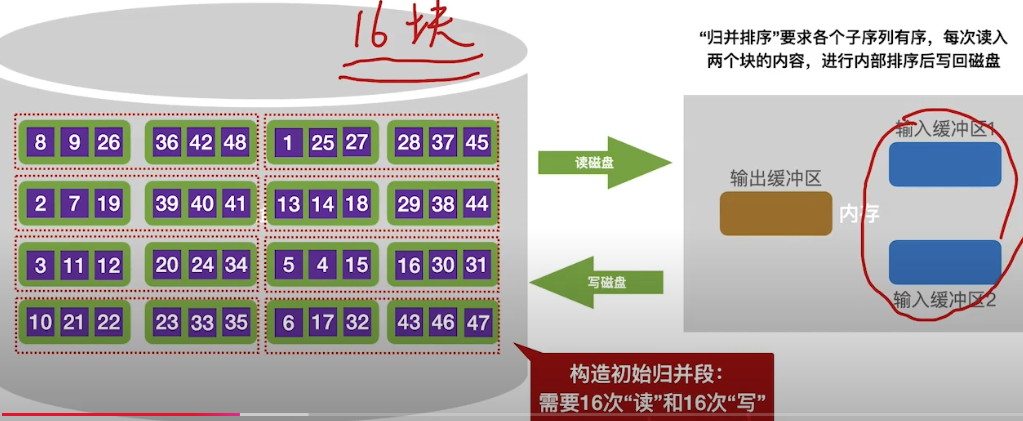 16块
“归并排序”要求各个子序列有序，每次读入
两个块的内容，进行内部排序后写回磁盘
8 9 26 36 42 48 1 25 27 28 37 45
2 7 19 39 40 41 13 14 18 29 38 44
3 11 12 20 24 34 5 4 15 16 30 31
10 21 22 23 33 35 6 17 32 43 46 47
读磁盘
写磁盘
输入缓冲区1
输出缓冲区
内存
输入缓冲区2
构造初始归并段：
需要16次“读”和16次“写”